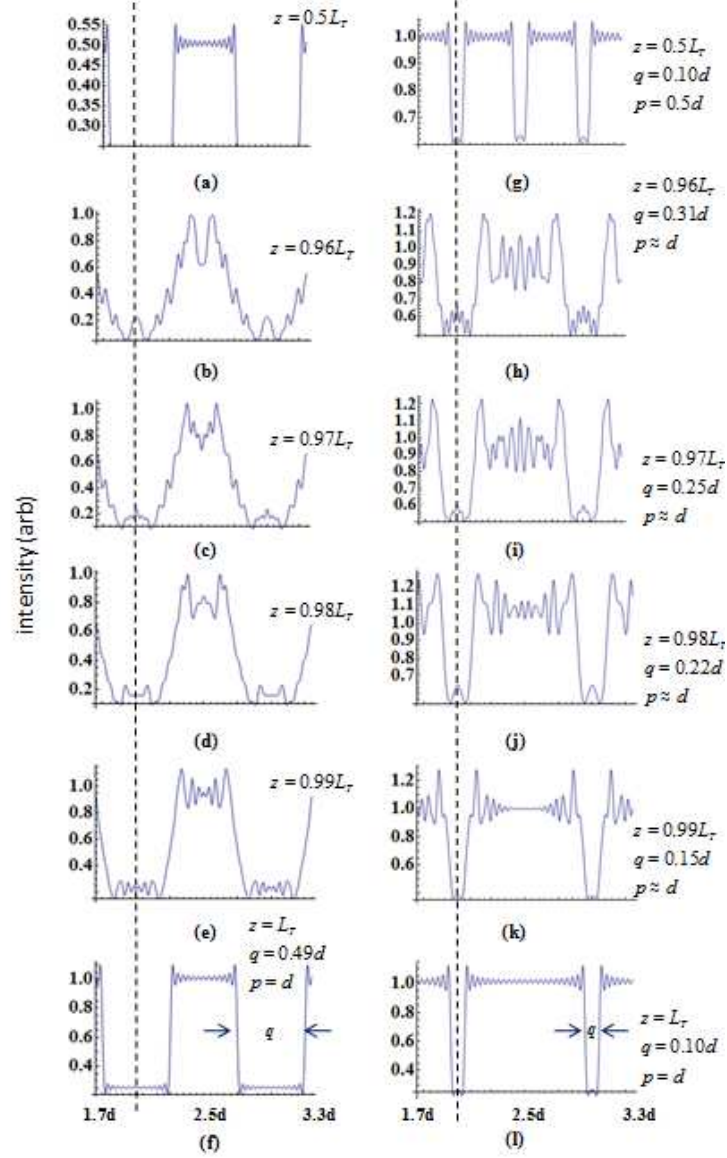 intensity (arb)
z = 0.5L_T
0.55
0.50
0.45
0.40
0.35
0.30
(a)
z = 0.96L_T
1.0
0.8
0.6
0.4
0.2
(b)
z = 0.97L_T
1.0
0.8
0.6
0.4
0.2
(c)
z = 0.98L_T
1.0
0.8
0.6
0.4
0.2
(d)
z = 0.99L_T
1.0
0.8
0.6
0.4
(e)
z = L_T
q = 0.49d
p = d
1.0
0.8
0.6
0.4
q
1.7d 2.5d 3.3d
(f)
1.0
0.9
0.8
0.7
z = 0.5L_T
q = 0.10d
p = 0.5d
(g)
z = 0.96L_T
q = 0.31d
p ≈ d
1.2
1.1
1.0
0.9
0.8
0.7
0.6
(h)
1.2
1.1
1.0
0.9
0.8
0.7
0.6
z = 0.97L_T
q = 0.25d
p ≈ d
(i)
1.2
1.1
1.0
0.9
0.8
0.7
z = 0.98L_T
q = 0.22d
p ≈ d
(j)
1.2
1.0
0.8
0.6
z = 0.99L_T
q = 0.15d
p ≈ d
(k)
1.0
0.8
0.6
0.4
z = L_T
q = 0.10d
p = d
q
1.7d 2.5d 3.3d
(l)